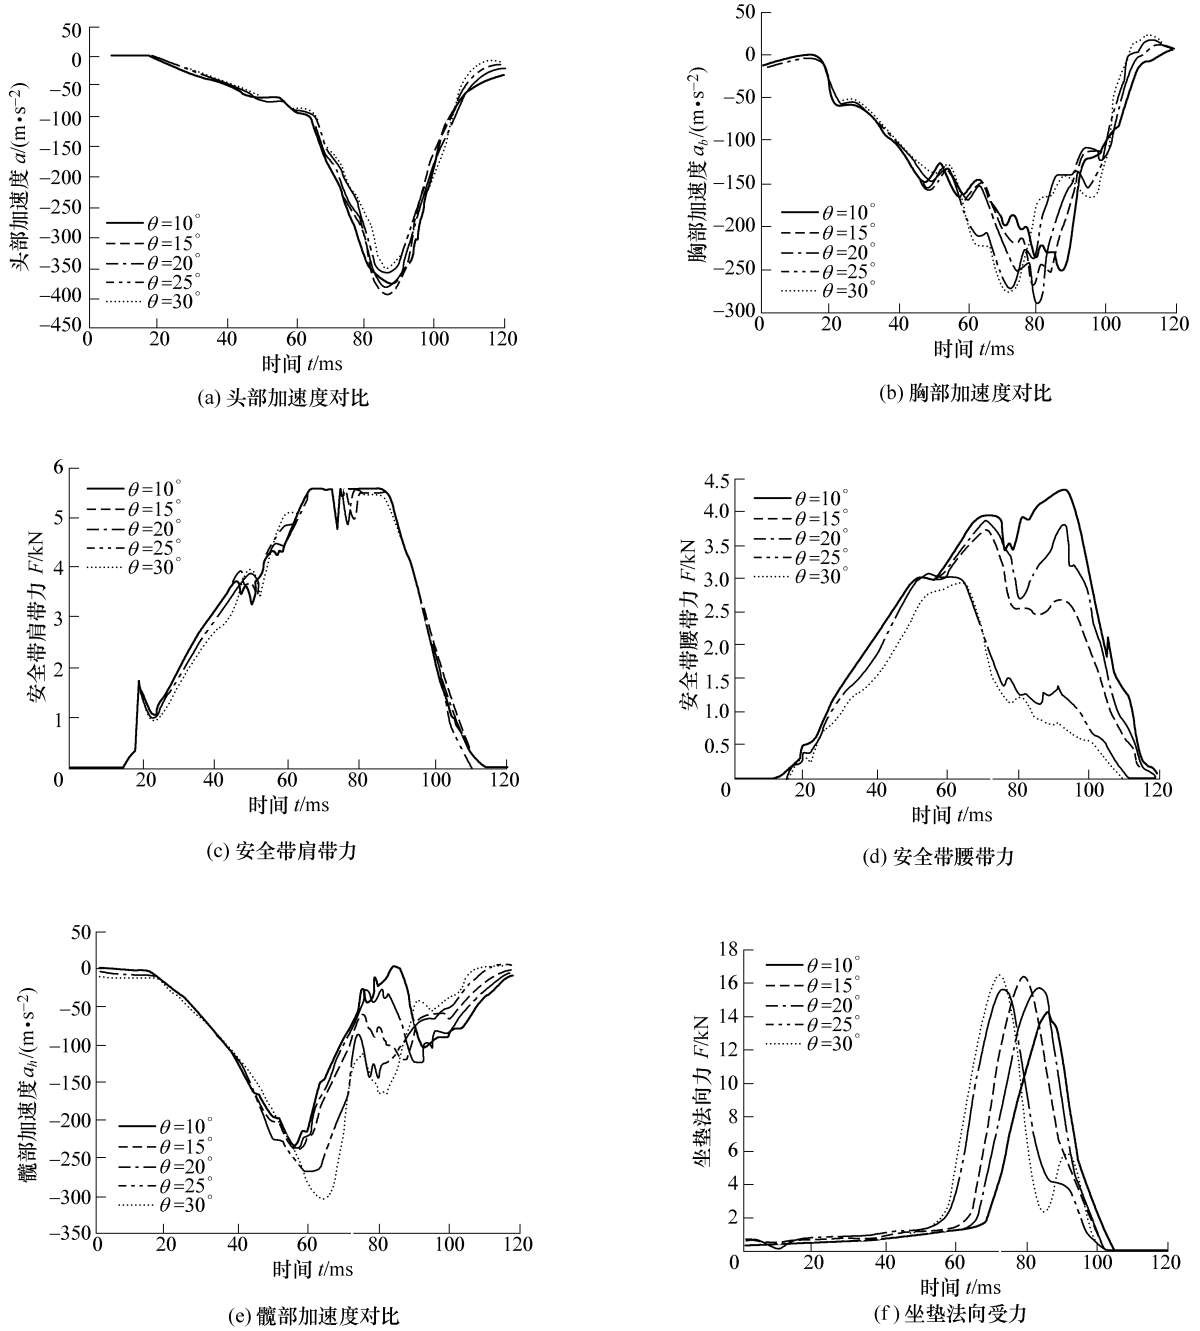 50
0
−50
−100
−150
−200
−250
−300
−350
−400
−450
头部加速度 a/(m•s−2)
θ=10°
θ=15°
θ=20°
θ=25°
θ=30°
0 20 40 60 80 100 120
时间 t/ms
(a) 头部加速度对比
50
0
−50
−100
−150
−200
−250
−300
胸部加速度 ab/(m•s−2)
θ=10°
θ=15°
θ=20°
θ=25°
θ=30°
0 20 40 60 80 100 120
时间 t/ms
(b) 胸部加速度对比
6
5
4
3
2
1
安全带肩带力 F/kN
θ=10°
θ=15°
θ=20°
θ=25°
θ=30°
0 20 40 60 80 100 120
时间 t/ms
(c) 安全带肩带力
4.5
4.0
3.5
3.0
2.5
2.0
1.5
1.0
0.5
安全带腰带力 F/kN
θ=10°
θ=15°
θ=20°
θ=25°
θ=30°
0 20 40 60 80 100 120
时间 t/ms
(d) 安全带腰带力
50
0
−50
−100
−150
−200
−250
−300
−350
髋部加速度 ah/(m•s−2)
θ=10°
θ=15°
θ=20°
θ=25°
θ=30°
0 20 40 60 80 100 120
时间 t/ms
(e) 髋部加速度对比
18
16
14
12
10
8
6
4
2
坐垫法向力 F/kN
θ=10°
θ=15°
θ=20°
θ=25°
θ=30°
0 20 40 60 80 100 120
时间 t/ms
(f) 坐垫法向受力